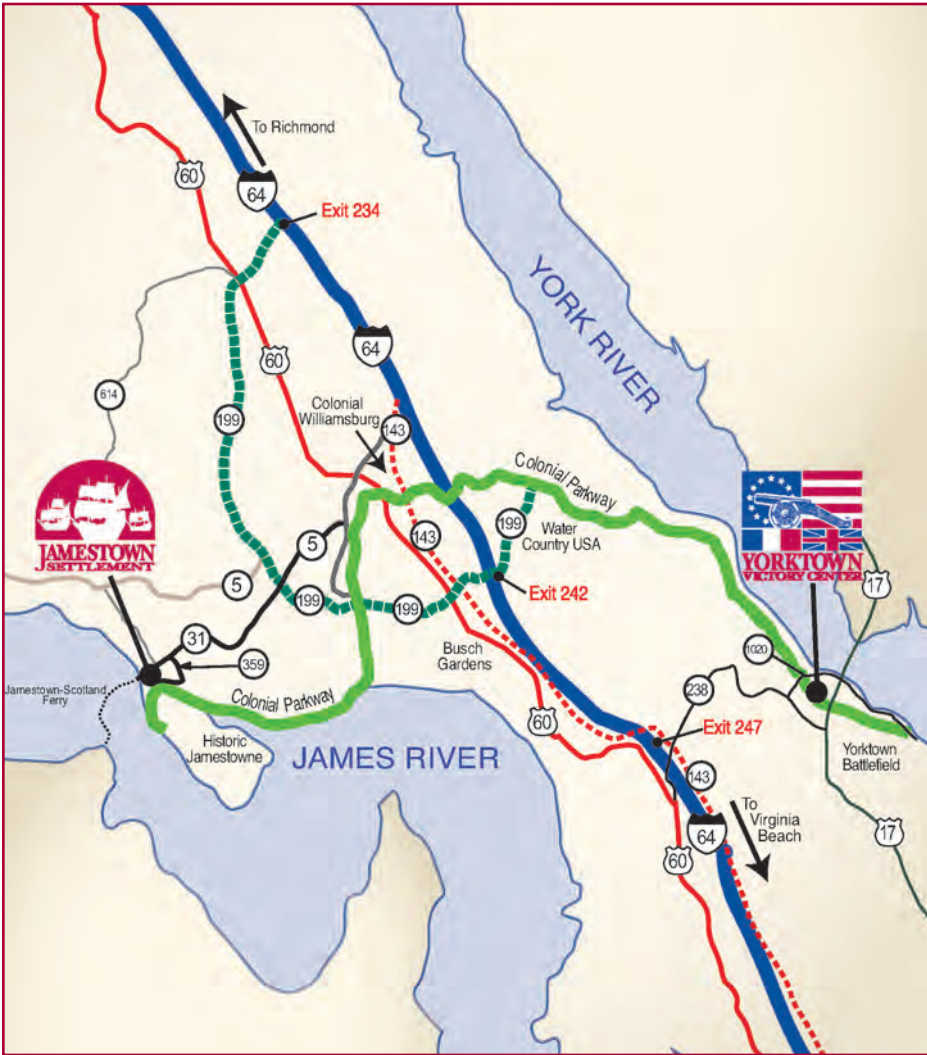 To Richmond
60
64
Exit 234
YORK RIVER
64
60
614
Colonial
Williamsburg
199
143
Colonial Parkway
JAMESTOWN
SETTLEMENT
YORKTOWN
VICTORY CENTER
199
Water
Country USA
5
143
17
5
Exit 242
199
199
31
359
Busch
Gardens
1020
Jamestown-Scotland
Ferry
Colonial Parkway
238
60
Exit 247
Historic
Jamestowne
JAMES RIVER
Yorktown
Battlefield
143
To
Virginia
Beach
64
17
60